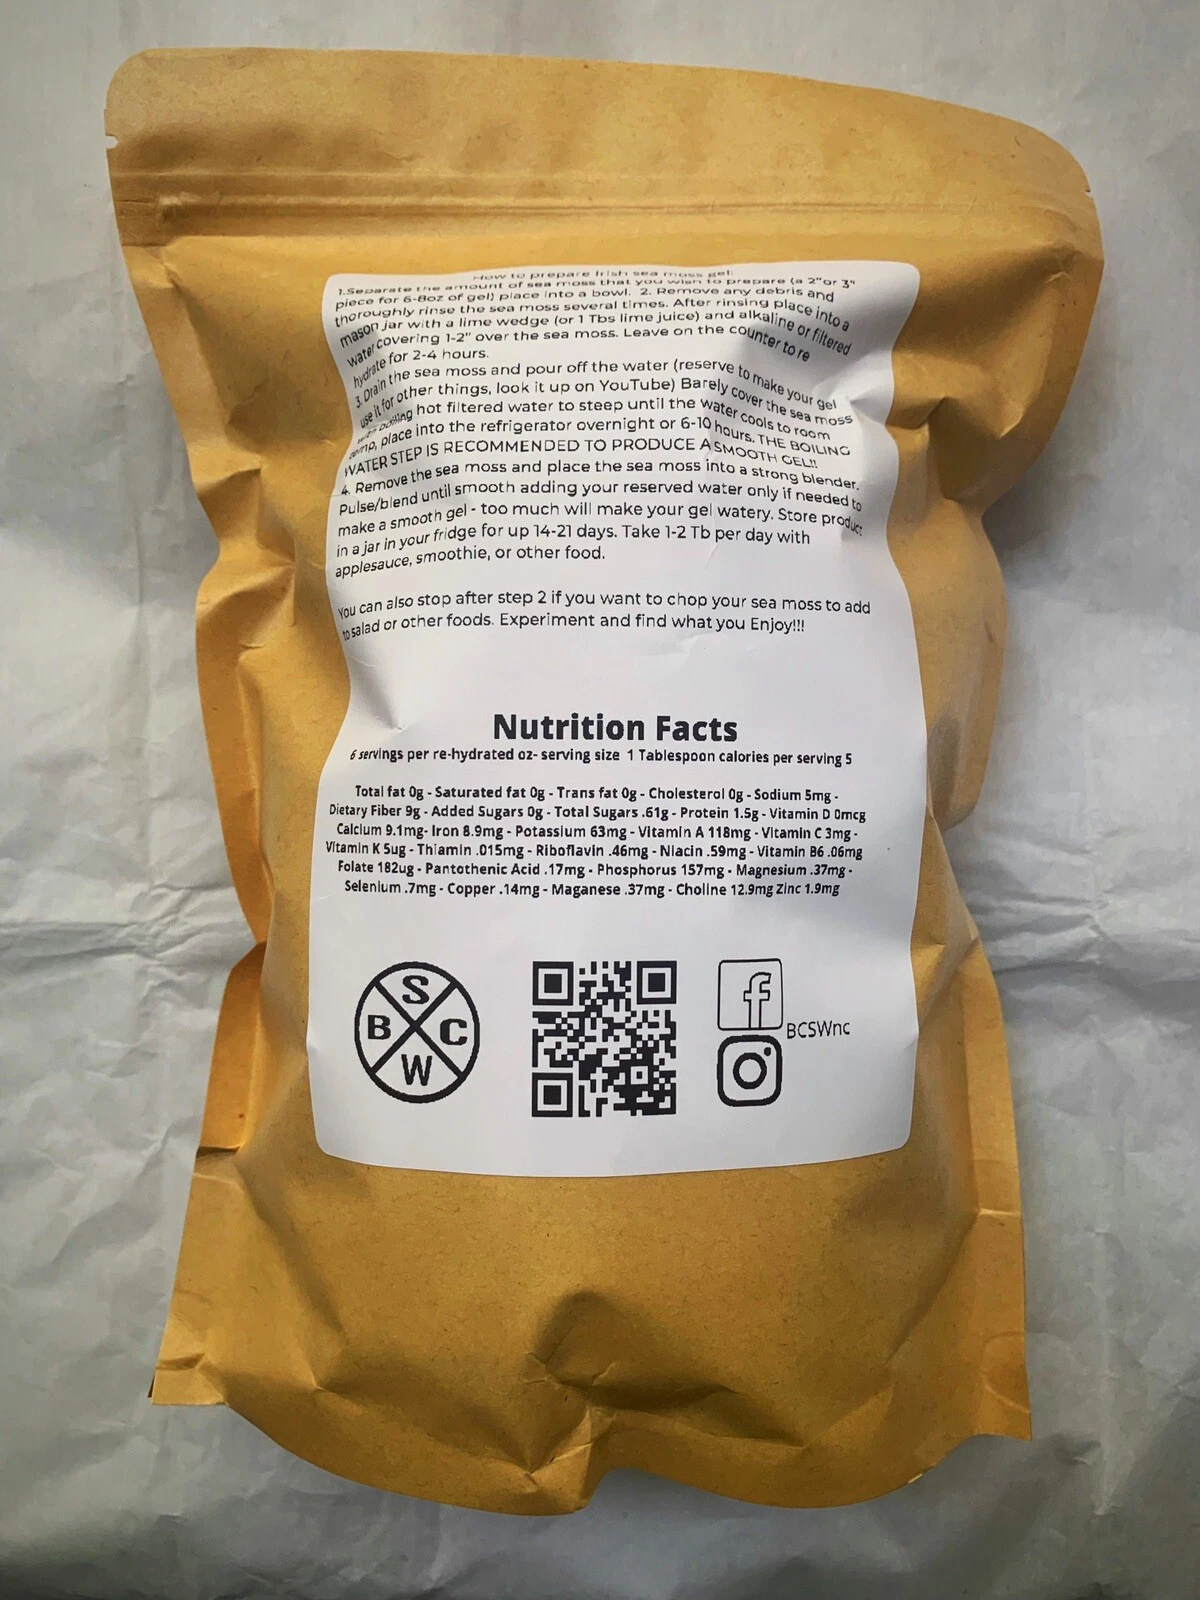 How to prepare Irish sea moss gel:
1.Separate the amount of sea moss that you wish to prepare (a 2"or 3"
piece for 6-8oz of gel) place into a bowl. 2. Remove any debris and
thoroughly rinse the sea moss several times. After rinsing place into a
mason jar with a lime wedge (or 1 Tbs lime juice) and alkaline or filtered
water covering 1-2" over the sea moss. Leave on the counter to re
hydrate for 2-4 hours.
3. Drain the sea moss and pour off the water (reserve to make your gel
use it for other things, look it up on YouTube) Barely cover the sea moss
with boiling hot filtered water to steep until the water cools to room
temp, place into the refrigerator overnight or 6-10 hours. THE BOILING
WATER STEP IS RECOMMENDED TO PRODUCE A SMOOTH GEL!!
4. Remove the sea moss and place the sea moss into a strong blender.
Pulse/blend until smooth adding your reserved water only if needed to
make a smooth gel - too much will make your gel watery. Store product
in a jar in your fridge for up 14-21 days. Take 1-2 Tb per day with
applesauce, smoothie, or other food.
You can also stop after step 2 if you want to chop your sea moss to add
to salad or other foods. Experiment and find what you Enjoy!!!
Nutrition Facts
6 servings per re-hydrated oz- serving size 1 Tablespoon calories per serving 5
Total fat 0g - Saturated fat 0g - Trans fat 0g - Cholesterol 0g - Sodium 5mg -
Dietary Fiber 9g - Added Sugars 0g - Total Sugars .61g - Protein 1.5g - Vitamin D 0mcg
Calcium 9.1mg- Iron 8.9mg - Potassium 63mg - Vitamin A 118mg - Vitamin C 3mg -
Vitamin K 5ug - Thiamin .015mg - Riboflavin .46mg - Niacin .59mg - Vitamin B6 .06mg
Folate 182ug - Pantothenic Acid .17mg - Phosphorus 157mg - Magnesium .37mg -
Selenium .7mg - Copper .14mg - Maganese .37mg - Choline 12.9mg Zinc 1.9mg
S
B C
W
f
BCSWnc